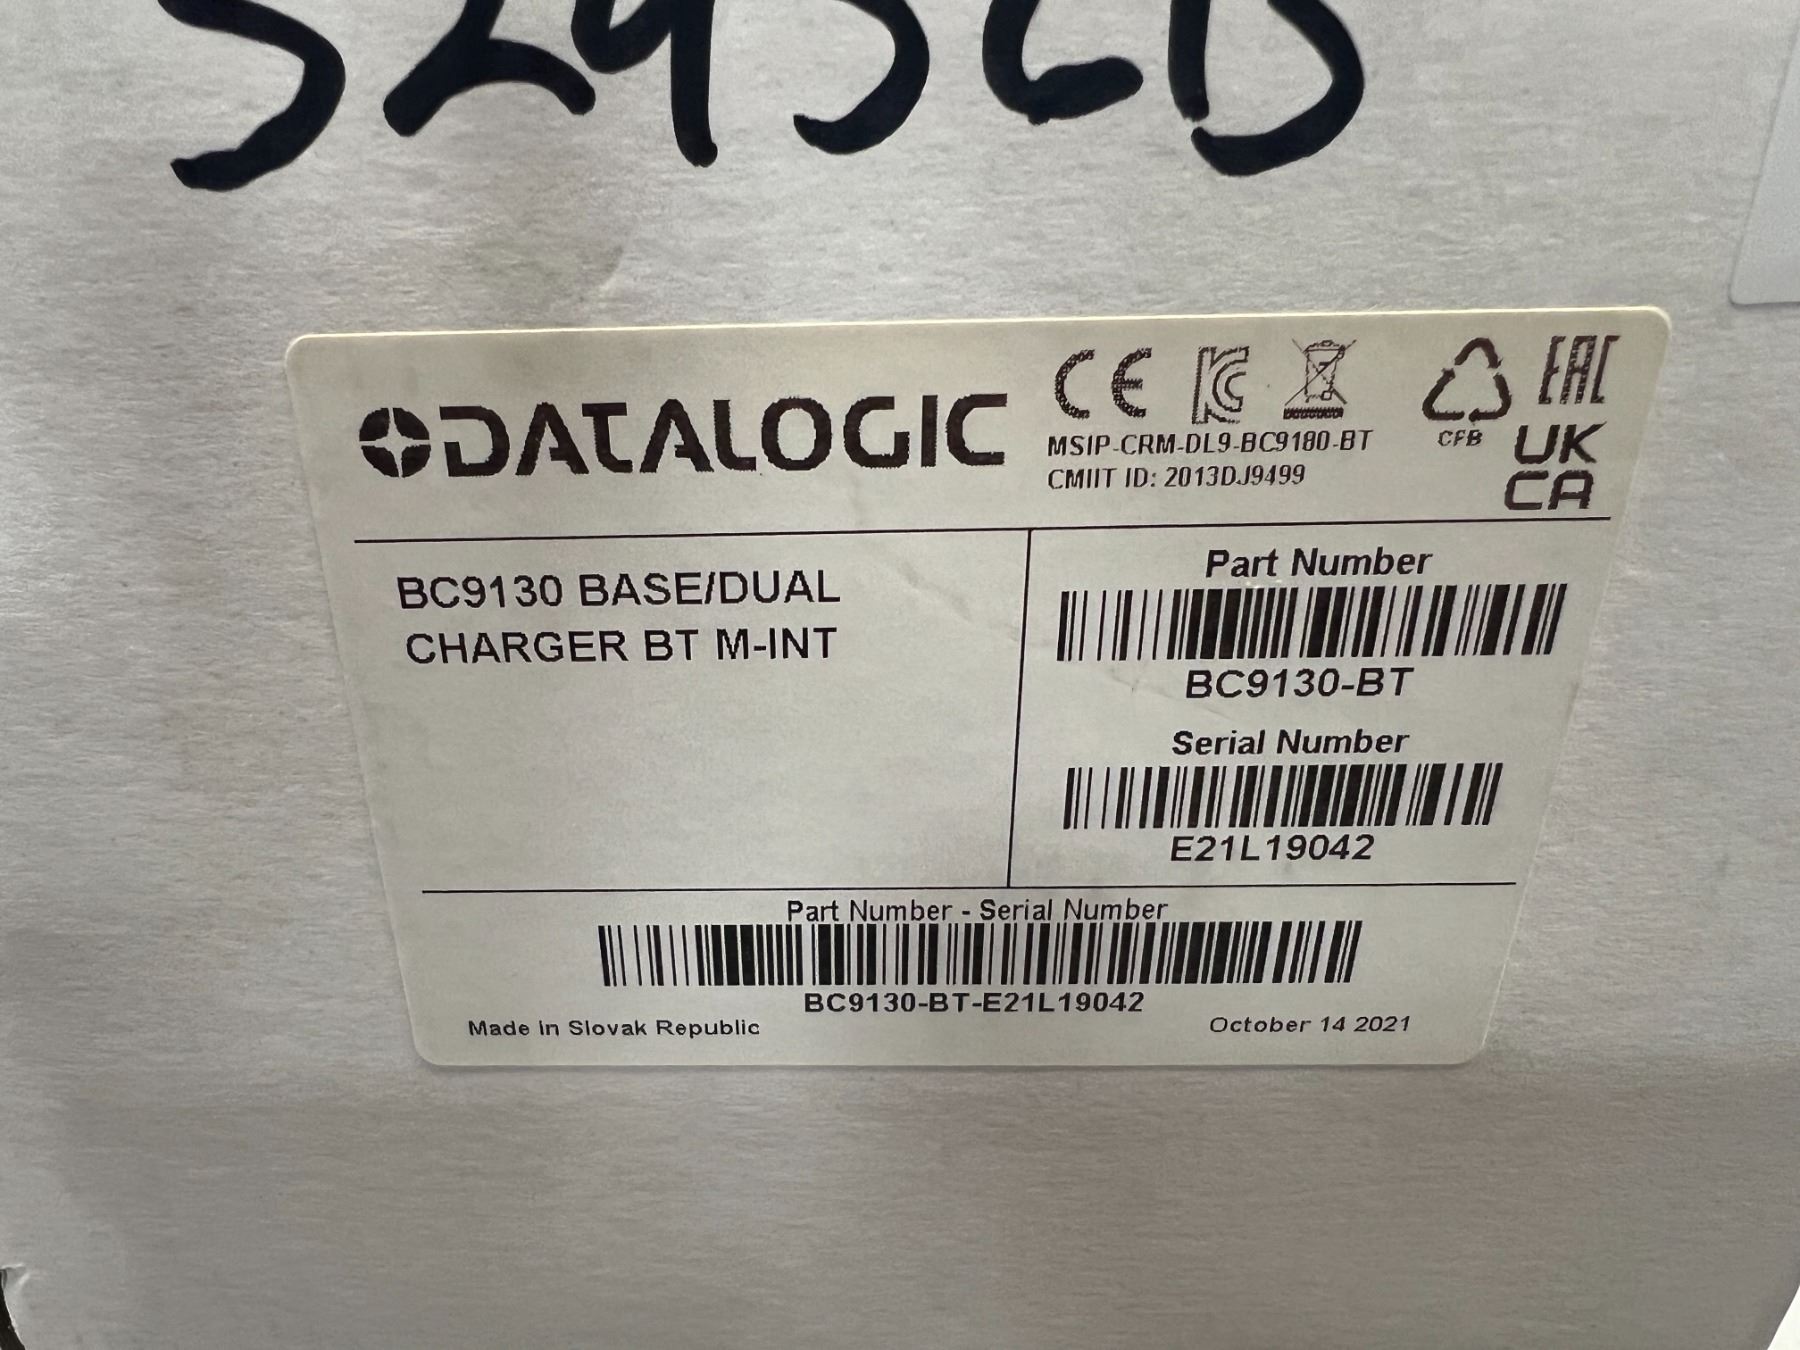 DATALOGIC
MSIP-CRM-DL9-BC9180-BT
CMIIT ID: 2013DJ9499
CFB
UK
CA
BC9130 BASE/DUAL
CHARGER BT M-INT
Part Number
BC9130-BT
Serial Number
E21L19042
Part Number - Serial Number
BC9130-BT-E21L19042
Made in Slovak Republic
October 14 2021